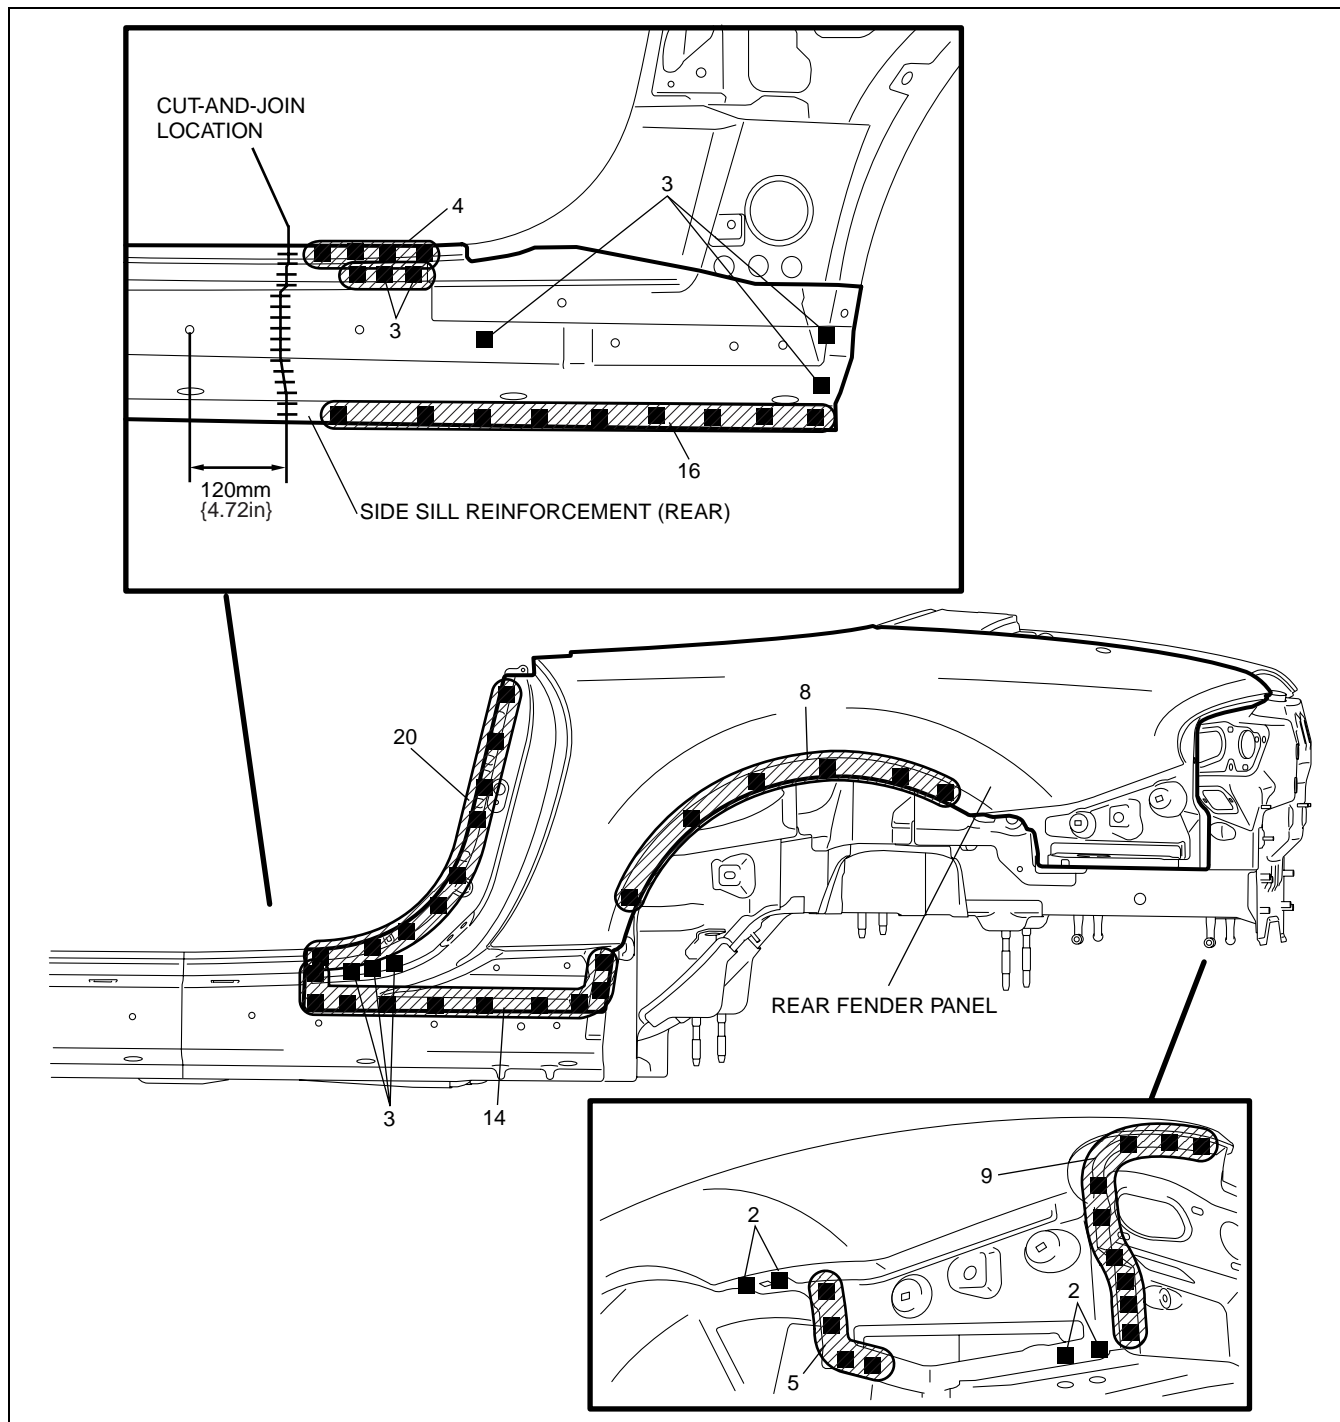 CUT-AND-JOIN
LOCATION
4
3
3
16
120mm
{4.72in}
SIDE SILL REINFORCEMENT (REAR)
8
20
REAR FENDER PANEL
3
14
9
2
2
5